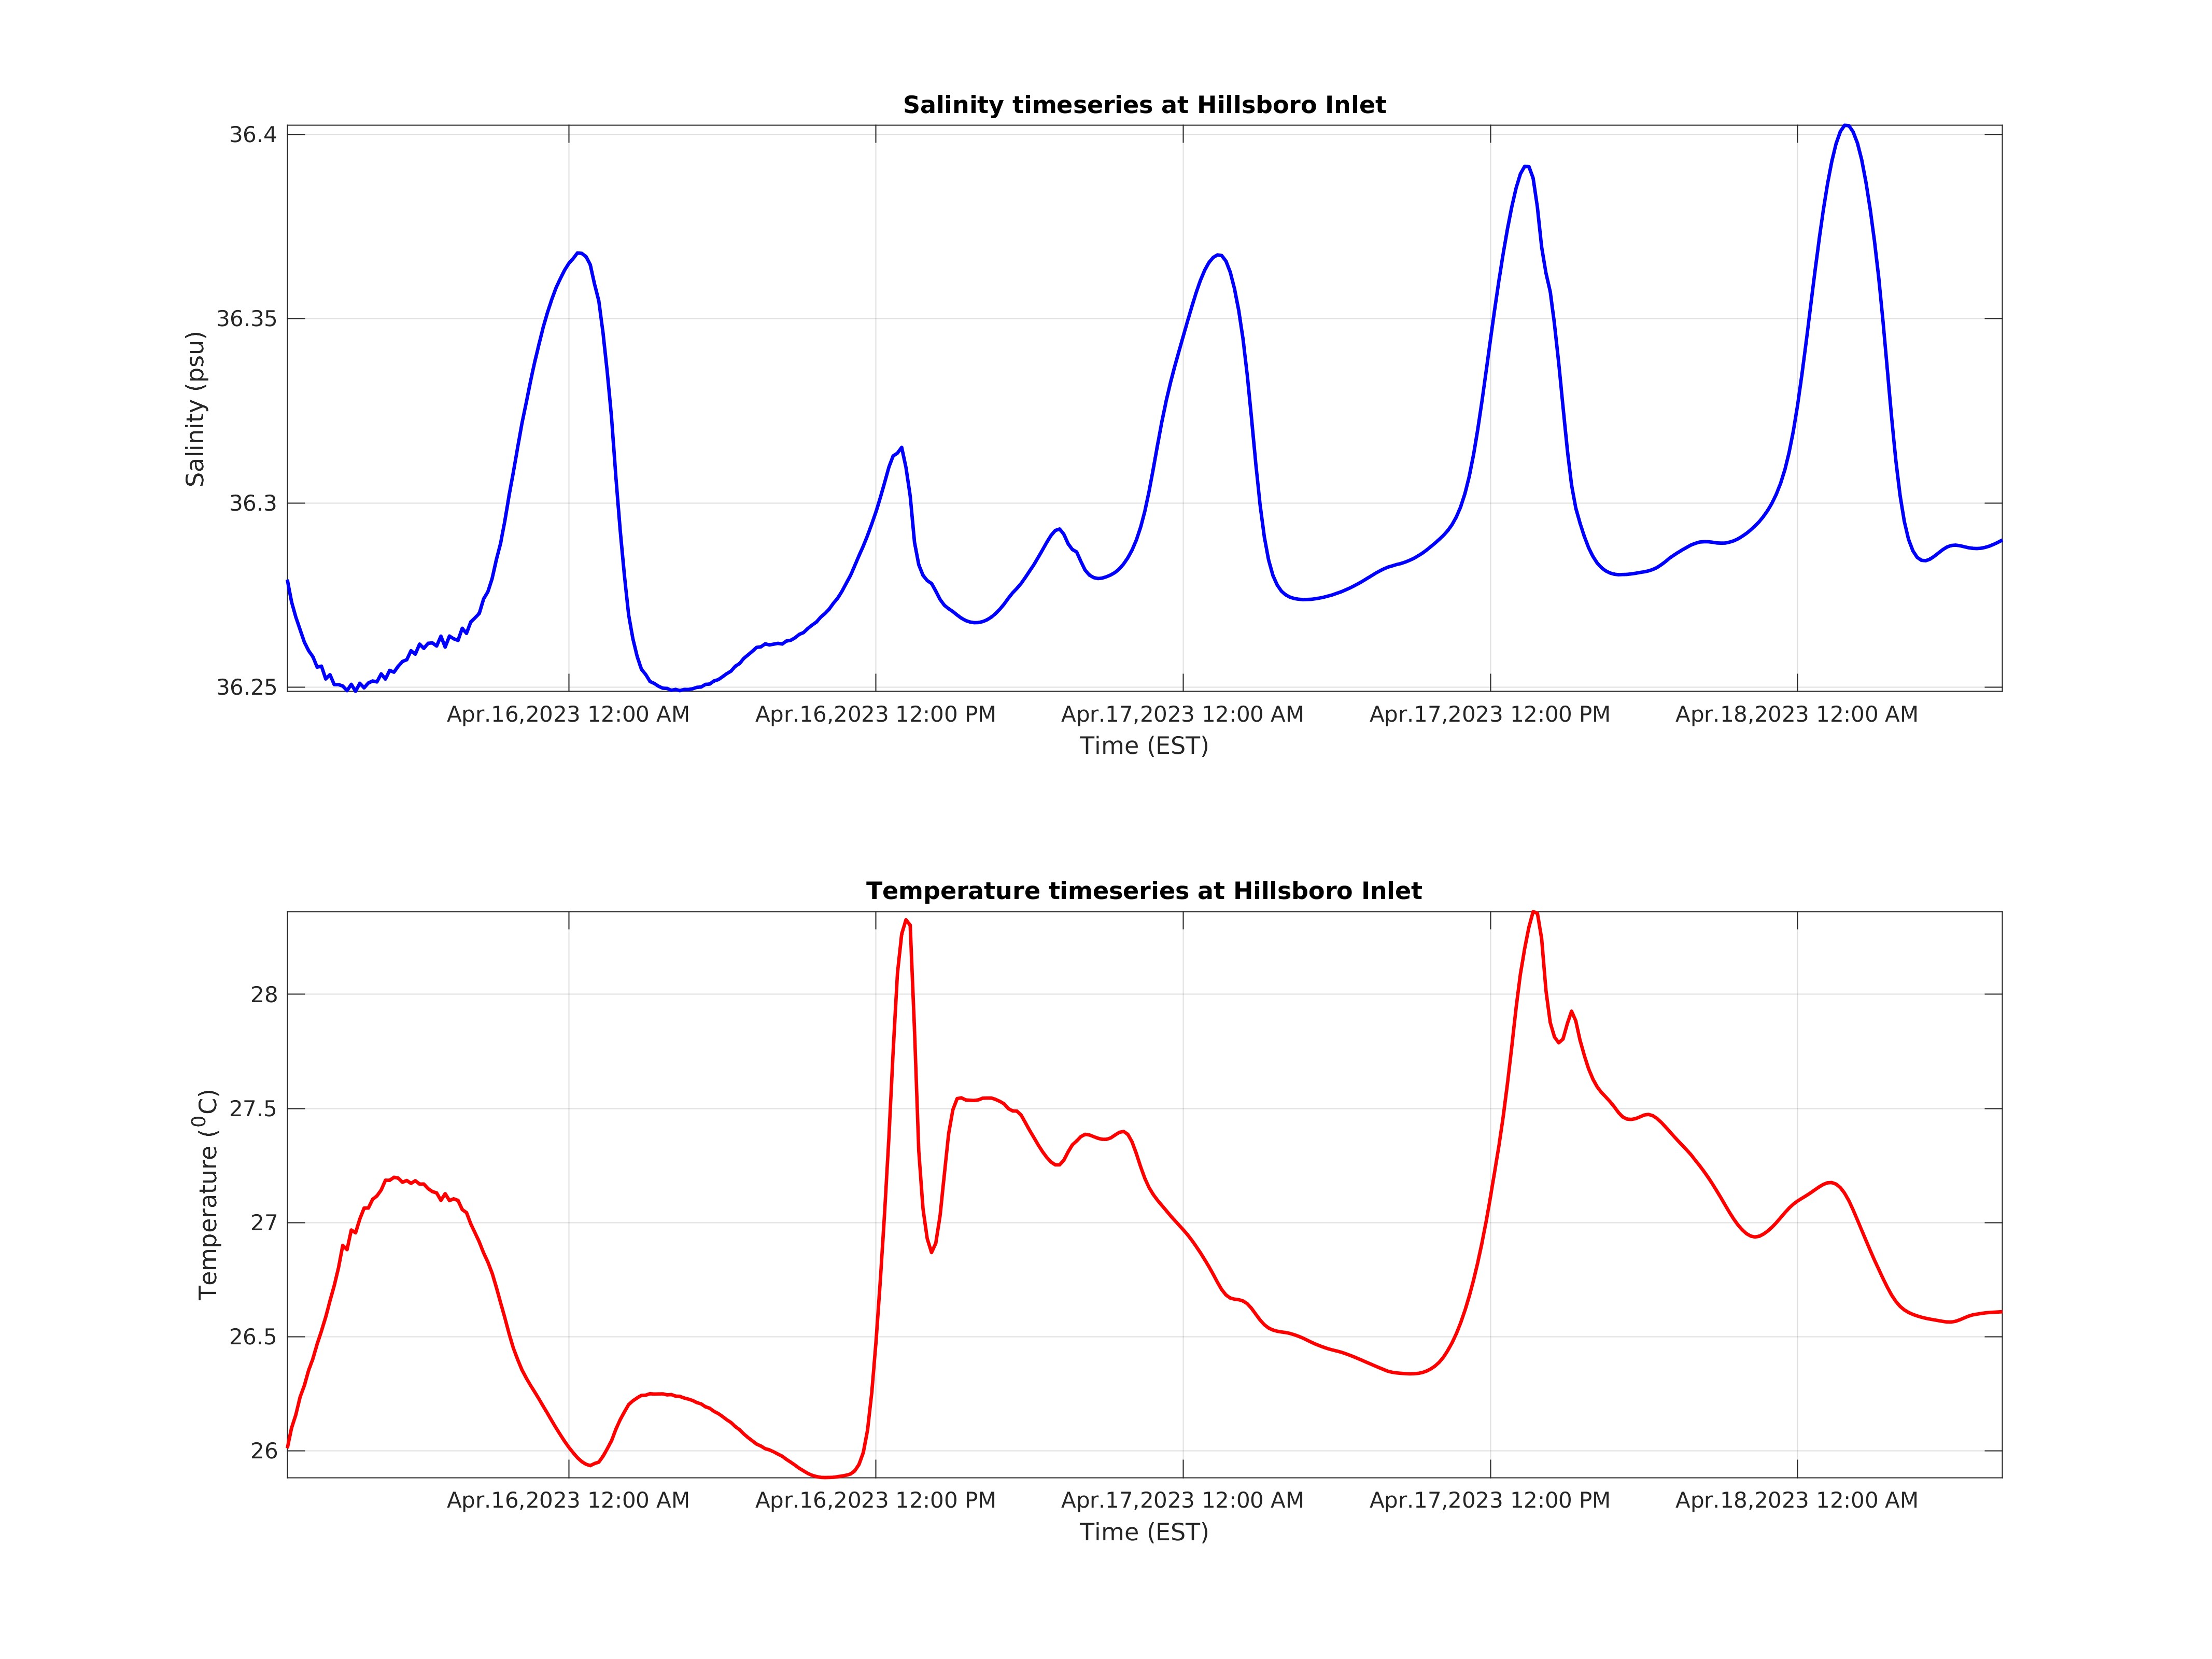 Salinity timeseries at Hillsboro Inlet
36.4
36.35
36.3
36.25
Salinity (psu)
Apr.16,2023 12:00 AM Apr.16,2023 12:00 PM Apr.17,2023 12:00 AM Apr.17,2023 12:00 PM Apr.18,2023 12:00 AM
Time (EST)
Temperature timeseries at Hillsboro Inlet
28
27.5
27
26.5
26
Temperature (⁰C)
Apr.16,2023 12:00 AM Apr.16,2023 12:00 PM Apr.17,2023 12:00 AM Apr.17,2023 12:00 PM Apr.18,2023 12:00 AM
Time (EST)